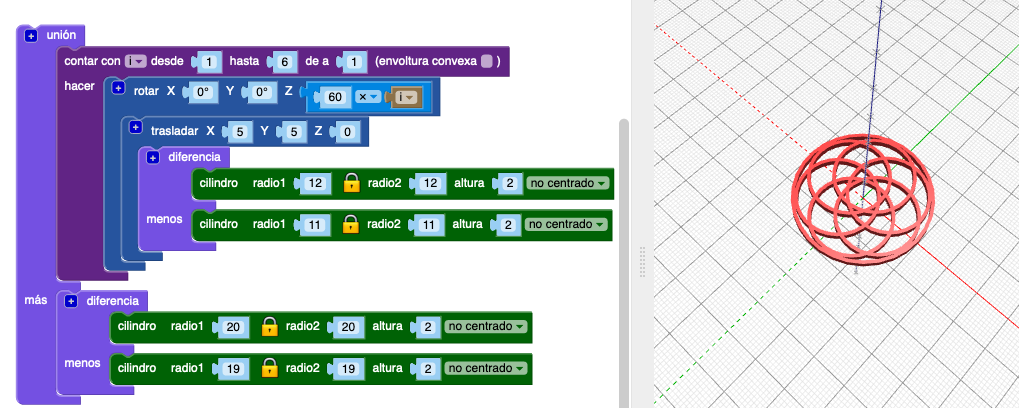 unión
contar con i desde 1 hasta 6 de a 1 (envoltura convexa )
hacer rotar X 0° Y 0° Z 60 × i
trasladar X 5 Y 5 Z 0
diferencia
cilindro radio1 12 radio2 12 altura 2 no centrado
menos cilindro radio1 11 radio2 11 altura 2 no centrado
más diferencia
cilindro radio1 20 radio2 20 altura 2 no centrado
menos cilindro radio1 19 radio2 19 altura 2 no centrado